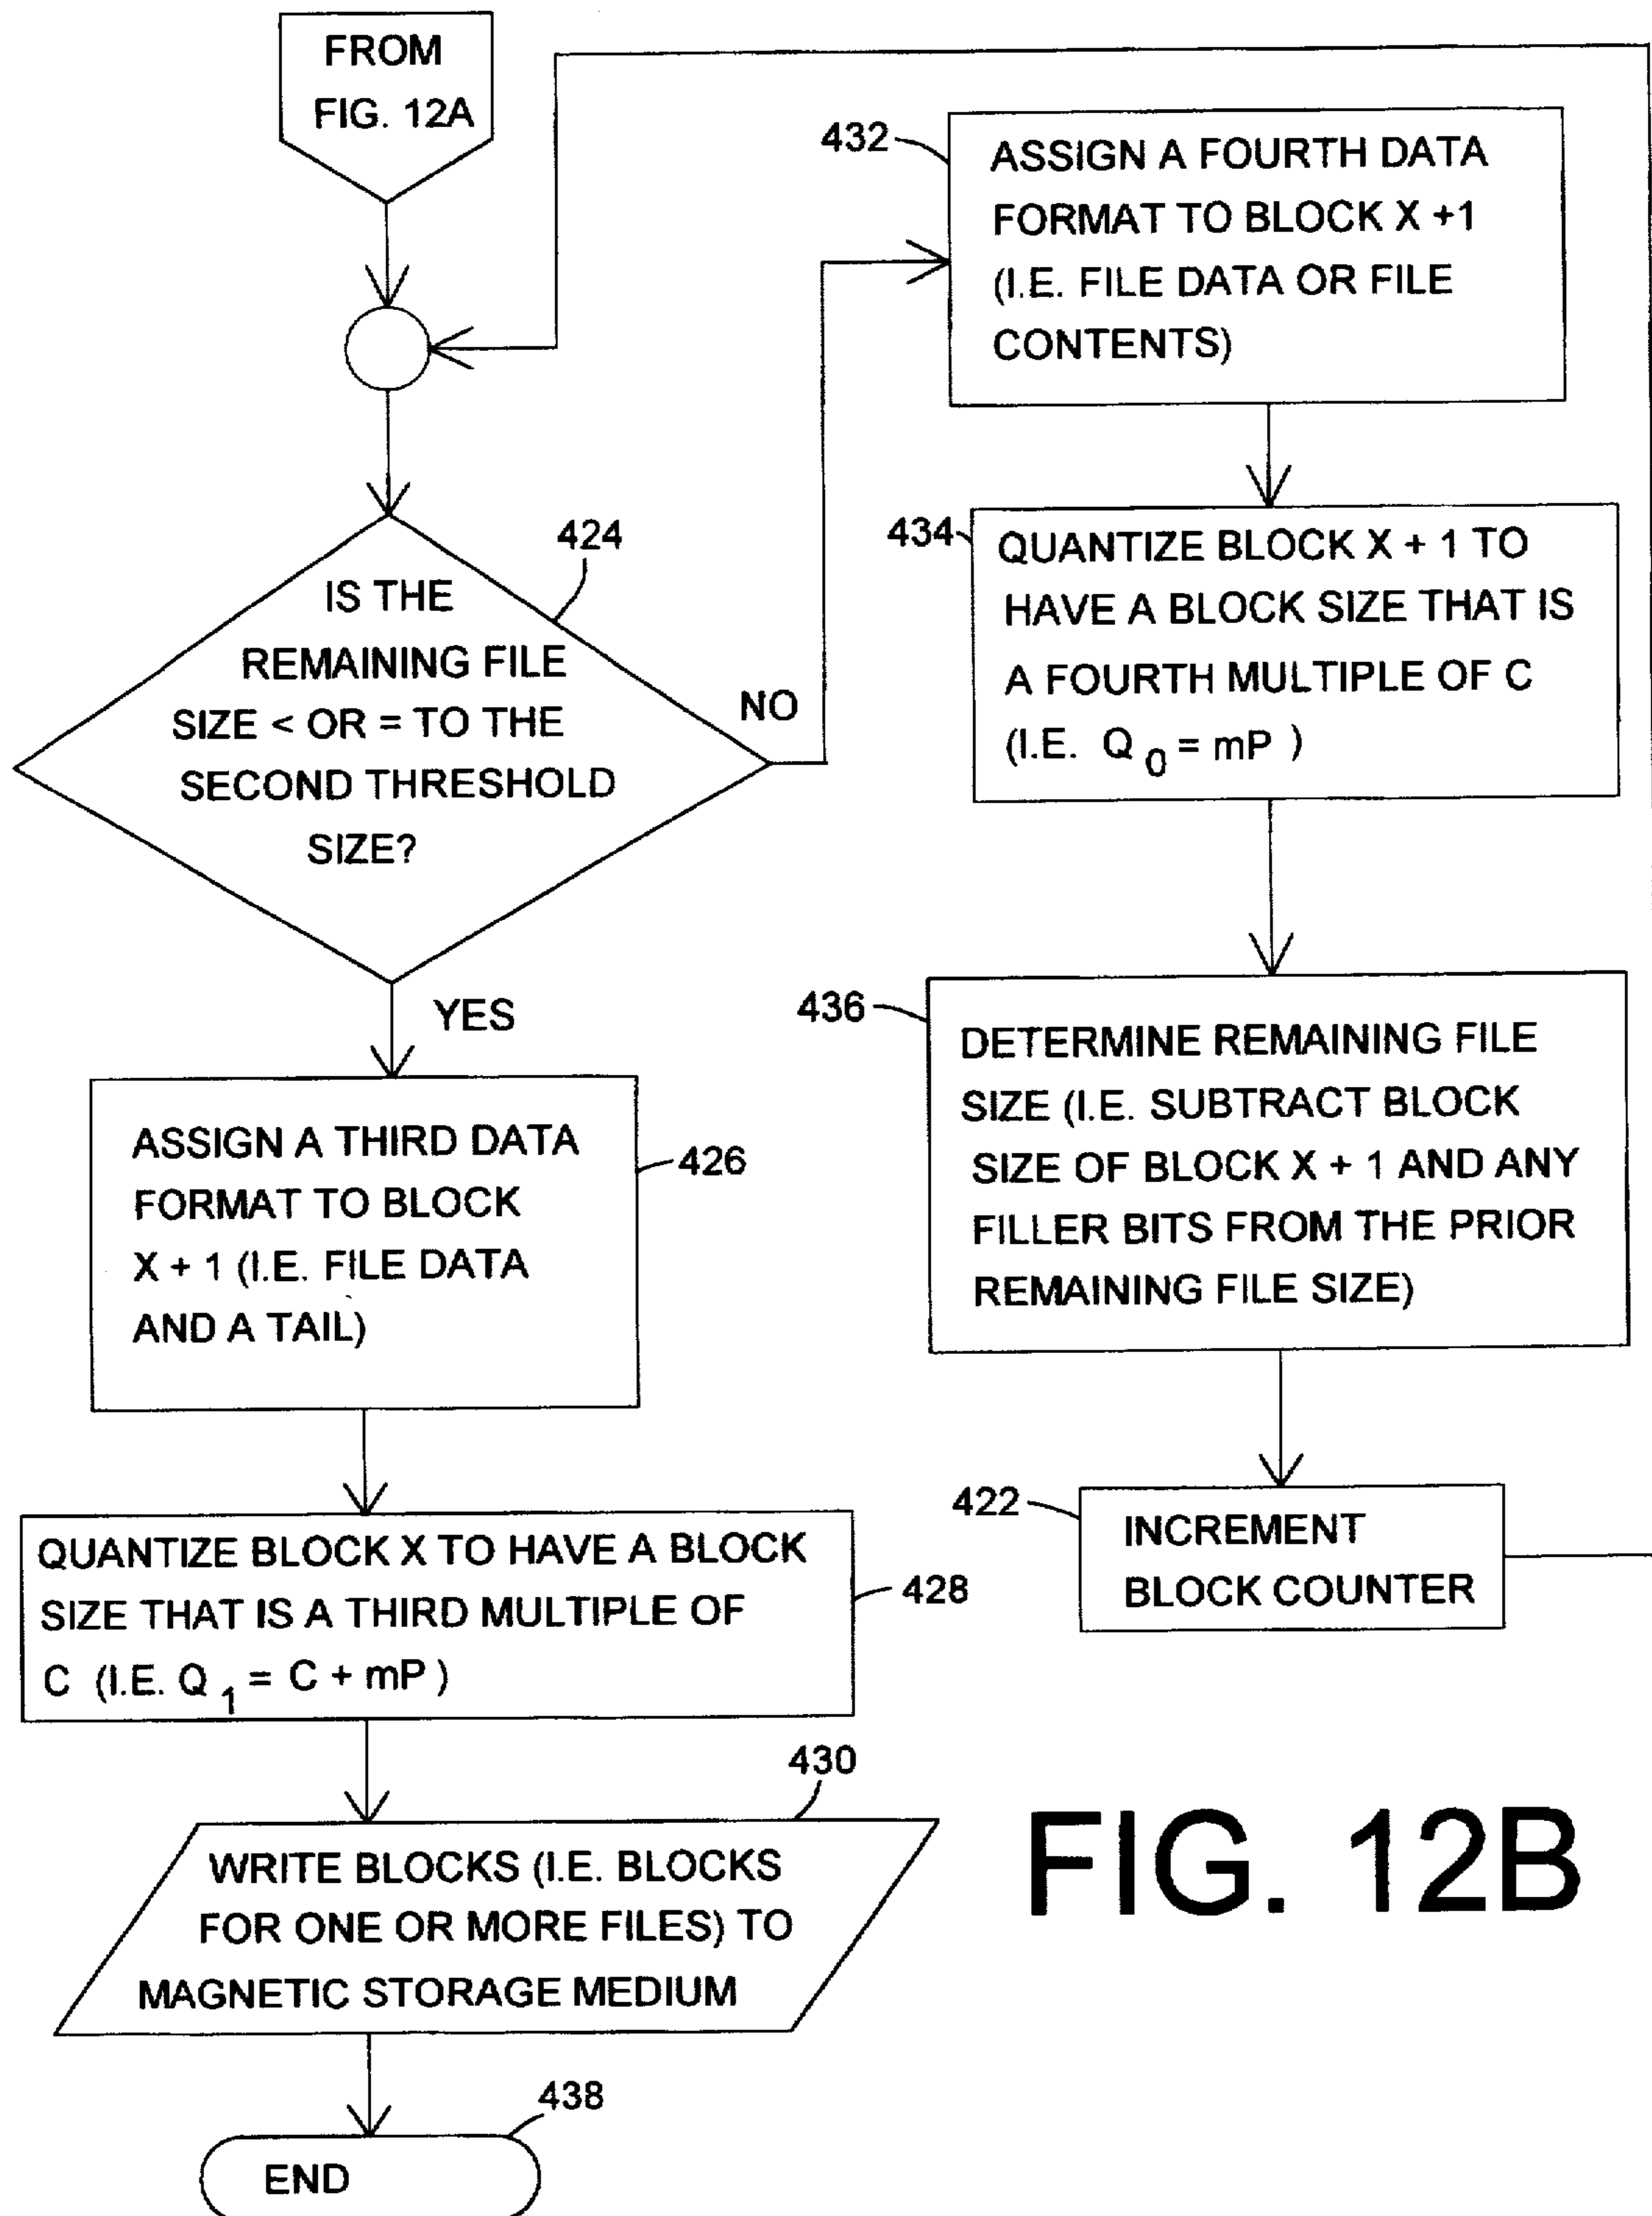 FROM
FIG. 12A
424
IS THE
REMAINING FILE
SIZE < OR = TO THE
SECOND THRESHOLD
SIZE?
NO
YES
426
ASSIGN A THIRD DATA
FORMAT TO BLOCK
X + 1 (I.E. FILE DATA
AND A TAIL)
428
QUANTIZE BLOCK X TO HAVE A BLOCK
SIZE THAT IS A THIRD MULTIPLE OF
C (I.E. Q 1 = C + mP )
430
WRITE BLOCKS (I.E. BLOCKS
FOR ONE OR MORE FILES) TO
MAGNETIC STORAGE MEDIUM
438
END
432
ASSIGN A FOURTH DATA
FORMAT TO BLOCK X +1
(I.E. FILE DATA OR FILE
CONTENTS)
434
QUANTIZE BLOCK X + 1 TO
HAVE A BLOCK SIZE THAT IS
A FOURTH MULTIPLE OF C
(I.E. Q 0 = mP )
436
DETERMINE REMAINING FILE
SIZE (I.E. SUBTRACT BLOCK
SIZE OF BLOCK X + 1 AND ANY
FILLER BITS FROM THE PRIOR
REMAINING FILE SIZE)
422
INCREMENT
BLOCK COUNTER
FIG. 12B